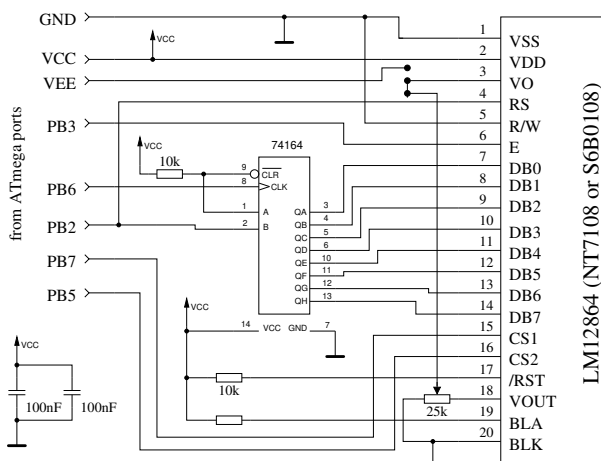 GND
VCC
VEE
PB3
PB6
PB2
PB7
PB5
from ATmega ports
VCC
VCC
10k
74164
9
CLR
8
CLK
1
A
2
B
QA
3
QB
4
QC
5
QD
6
QE
10
QF
11
QG
12
QH
13
VCC
14
VCC
GND
7
10k
VCC
100nF
100nF
25k
1
VSS
2
VDD
3
VO
4
RS
5
R/W
6
E
7
DB0
8
DB1
9
DB2
10
DB3
11
DB4
12
DB5
13
DB6
14
DB7
15
CS1
16
CS2
17
/RST
18
VOUT
19
BLA
20
BLK
LM12864 (NT7108 or S6B0108)